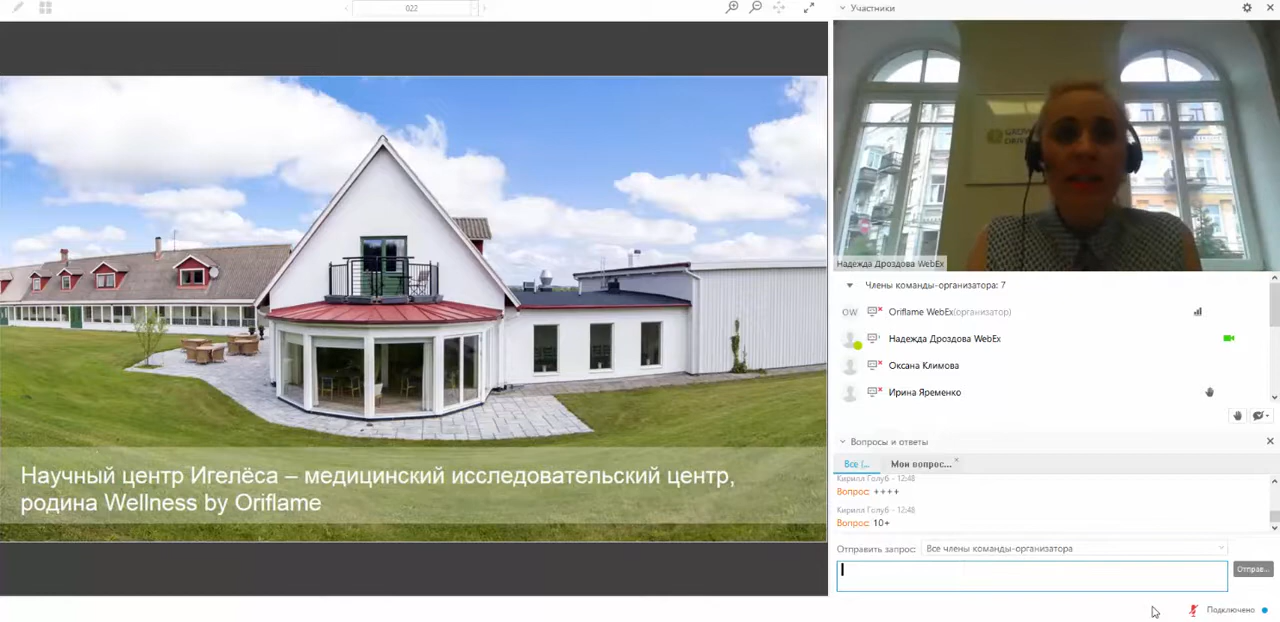 022
Участники
Надежда Дроздова WebEx
Члены команды-организатора: 7
OW Oriflame WebEx(организатор)
Надежда Дроздова WebEx
Оксана Климова
Ирина Яременко
Вопросы и ответы
Все (... Мои вопрос...
Кирилл Голуб - 12:48
Вопрос: ++++
Кирилл Голуб - 12:48
Вопрос: 10+
Отправить запрос: Все члены команды-организатора
Отправ...
Подключено
Научный центр Игелёса – медицинский исследовательский центр,
родина Wellness by Oriflame